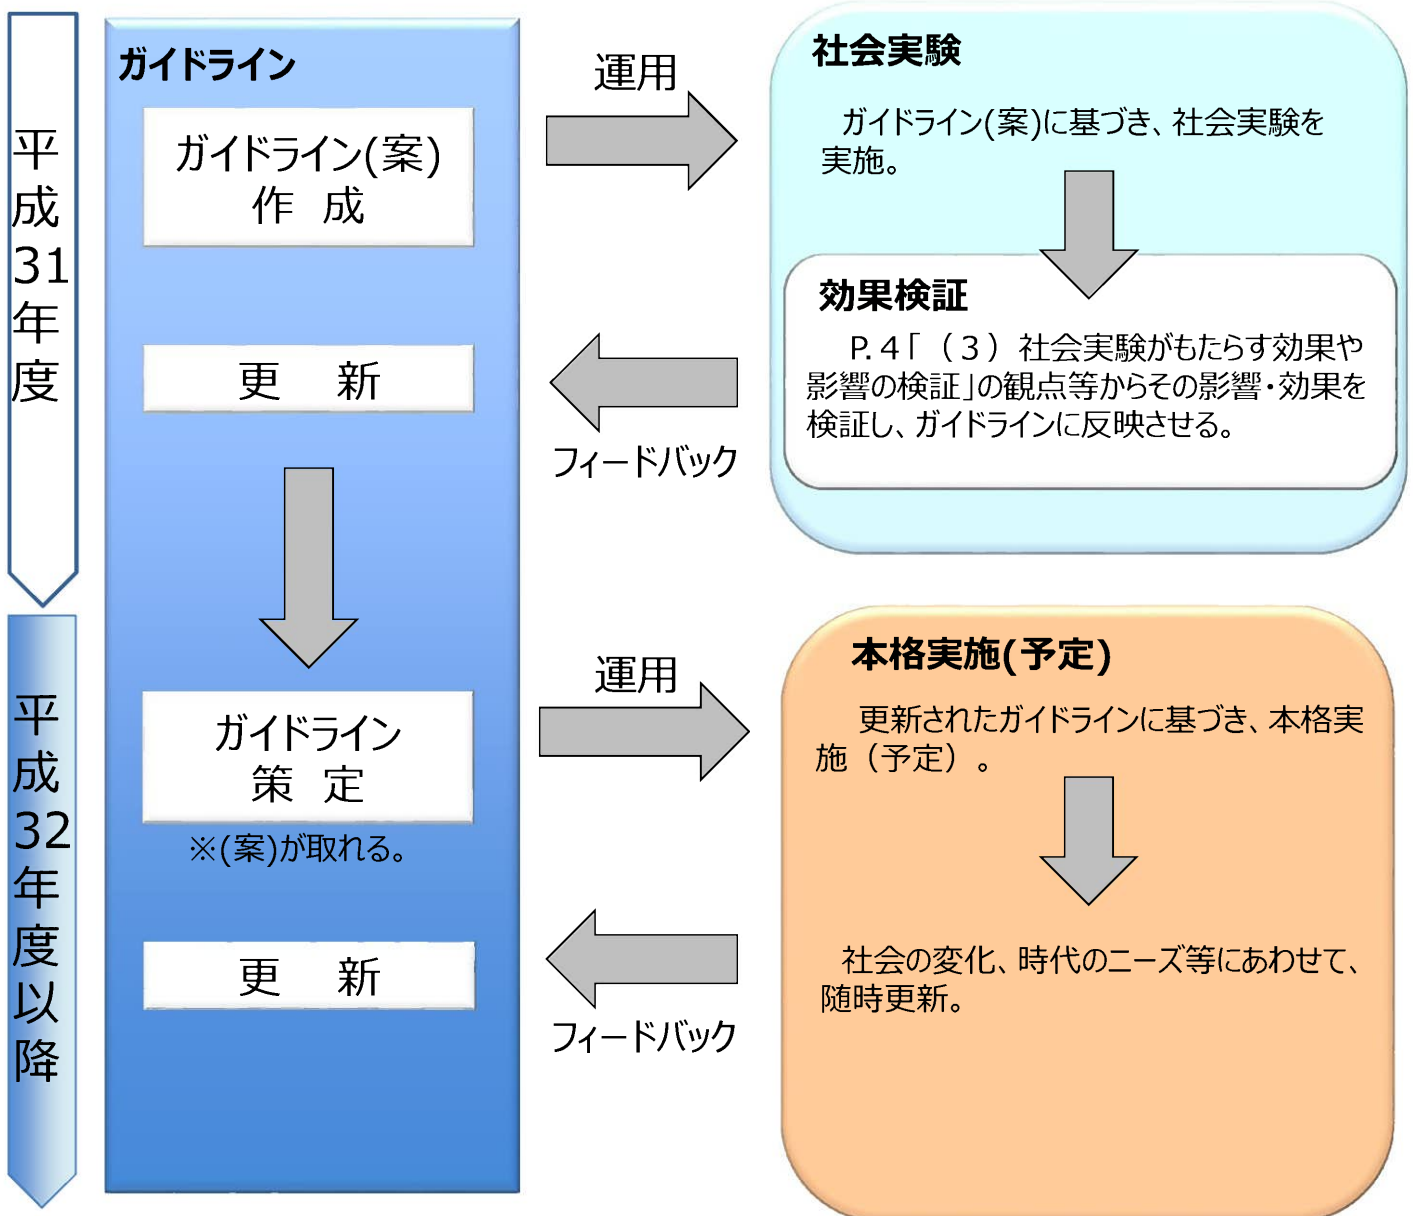 平成31年度
ガイドライン
ガイドライン(案)
作 成
運用
社会実験
ガイドライン(案)に基づき、社会実験を
実施。
効果検証
P.4「（3）社会実験がもたらす効果や
影響の検証」の観点等からその影響・効果を
検証し、ガイドラインに反映させる。
更 新
フィードバック
平成32年度以降
ガイドライン
策 定
※(案)が取れる。
運用
本格実施(予定)
更新されたガイドラインに基づき、本格実
施（予定）。
社会の変化、時代のニーズ等にあわせて、
随時更新。
更 新
フィードバック